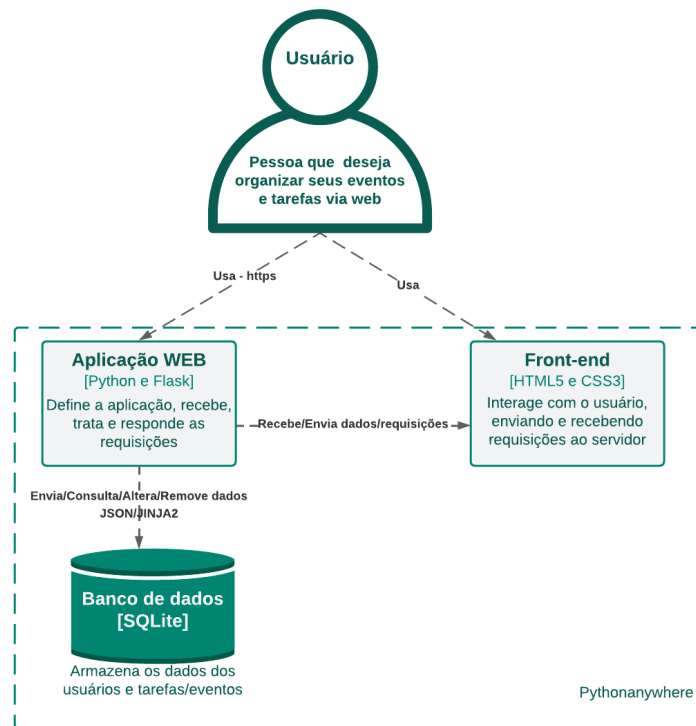 Usuário
Pessoa que deseja
organizar seus eventos
e tarefas via web
Usa - https
Usa
Aplicação WEB
[Python e Flask]
Define a aplicação, recebe,
trata e responde as
requisições
Recebe/Envia dados/requisições
Front-end
[HTML5 e CSS3]
Interage com o usuário,
enviando e recebendo
requisições ao servidor
Envia/Consulta/Altera/Remove dados
JSON/JINJA2
Banco de dados
[SQLite]
Armazena os dados dos
usuários e tarefas/eventos
Pythonanywhere